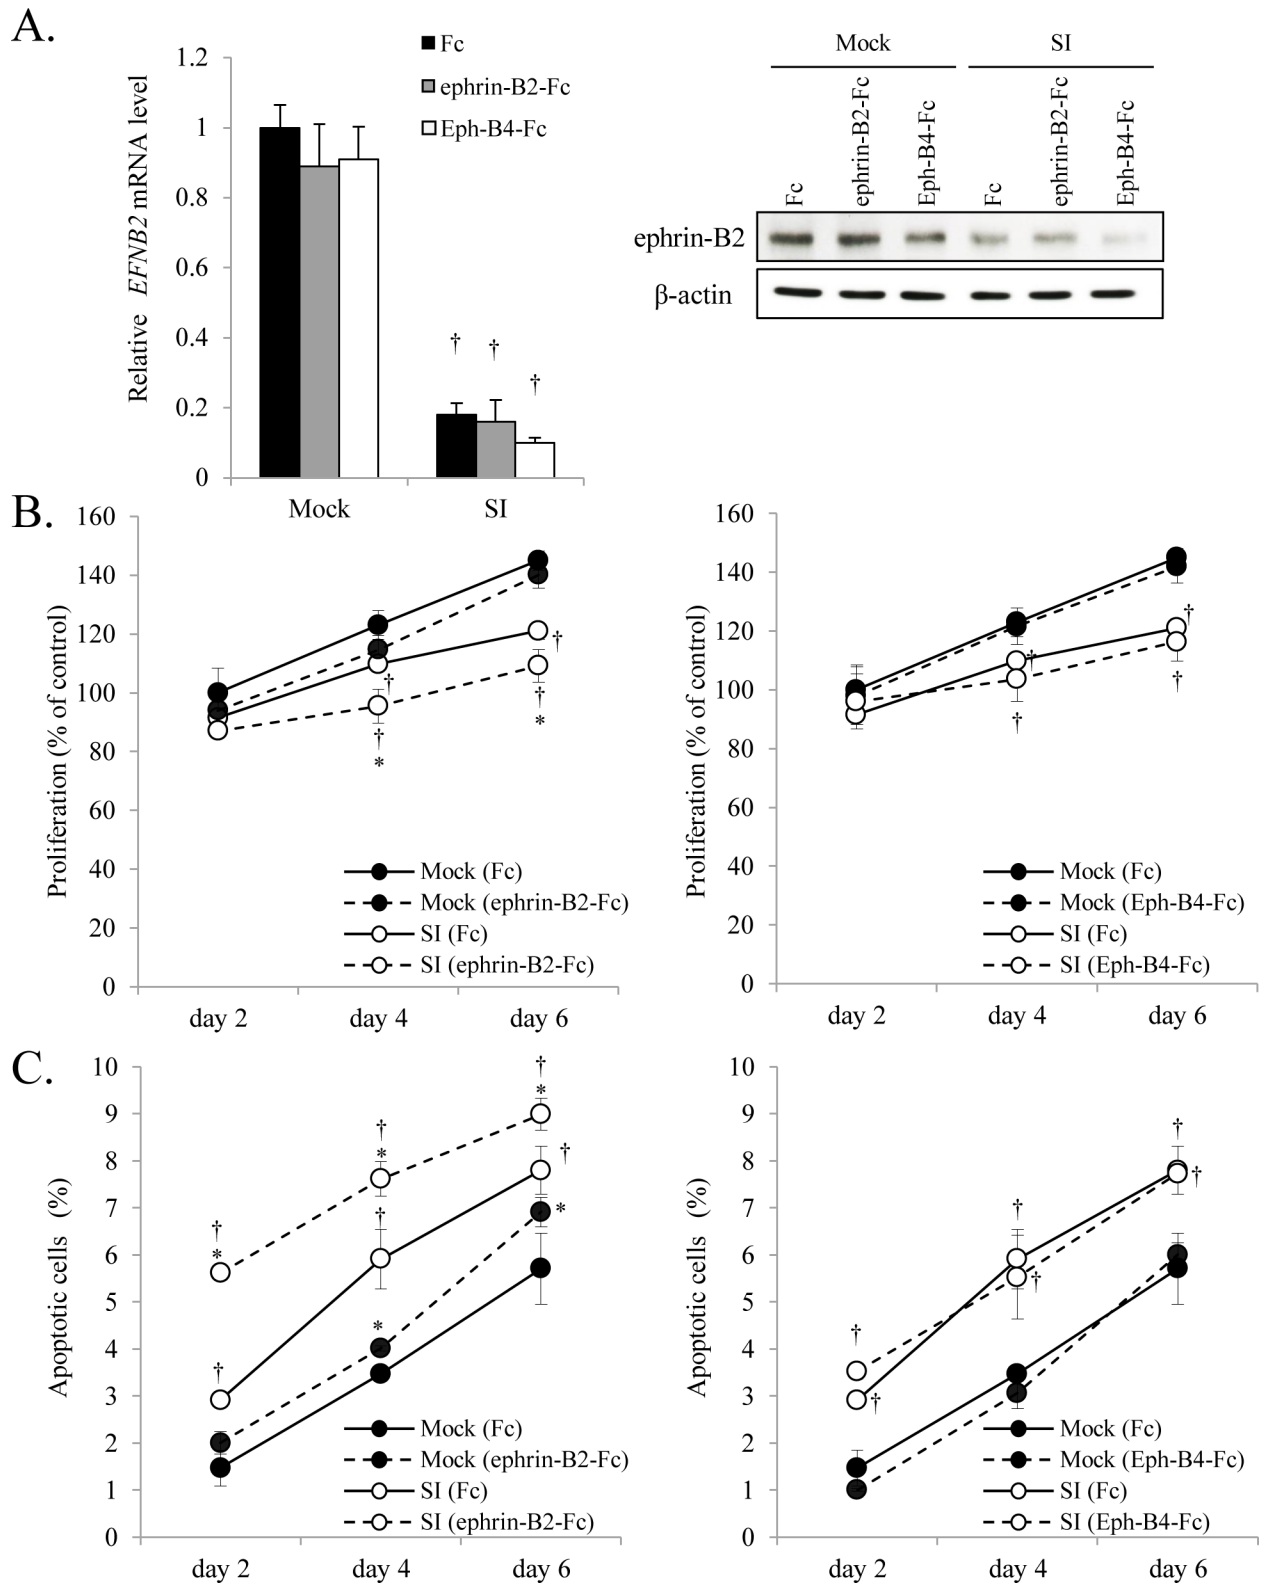 A.
Relative EFNB2 mRNA level
1.2
1
0.8
0.6
0.4
0.2
0
Fc
ephrin-B2-Fc
Eph-B4-Fc
† † †
Mock SI
Mock SI
Fc ephrin-B2-Fc Eph-B4-Fc Fc ephrin-B2-Fc Eph-B4-Fc
ephrin-B2
β-actin
B.
Proliferation (% of control)
160
140
120
100
80
60
40
20
0
†
†
†
*
†
*
Mock (Fc)
Mock (ephrin-B2-Fc)
SI (Fc)
SI (ephrin-B2-Fc)
day 2 day 4 day 6
Proliferation (% of control)
160
140
120
100
80
60
40
20
0
†
†
†
†
Mock (Fc)
Mock (Eph-B4-Fc)
SI (Fc)
SI (Eph-B4-Fc)
day 2 day 4 day 6
C.
Apoptotic cells (%)
10
9
8
7
6
5
4
3
2
1
0
†
*
†
*
†
†
*
†
*
*
†
Mock (Fc)
Mock (ephrin-B2-Fc)
SI (Fc)
SI (ephrin-B2-Fc)
day 2 day 4 day 6
Apoptotic cells (%)
10
9
8
7
6
5
4
3
2
1
0
†
†
†
†
†
†
Mock (Fc)
Mock (Eph-B4-Fc)
SI (Fc)
SI (Eph-B4-Fc)
day 2 day 4 day 6